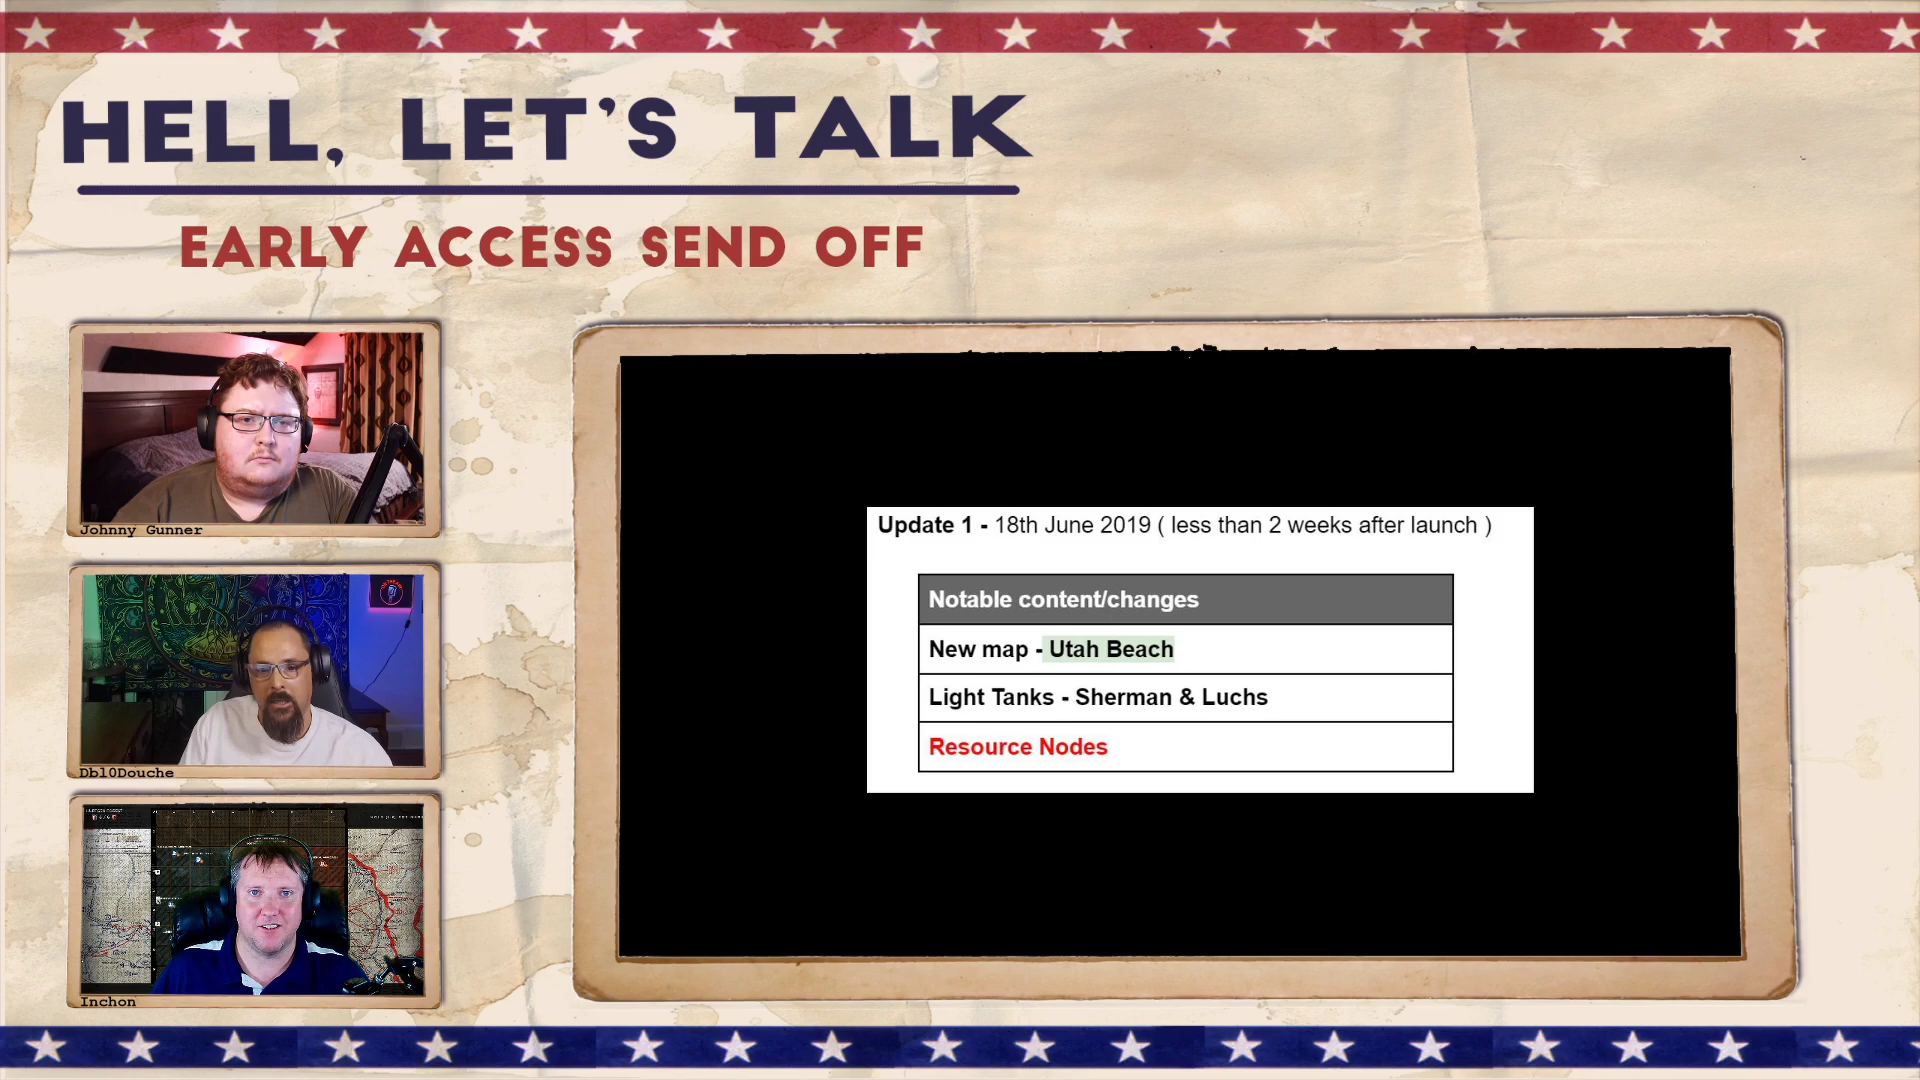 HELL, LET'S TALK
EARLY ACCESS SEND OFF
Johnny Gunner
Db10Douche
Inchon
Update 1 - 18th June 2019 ( less than 2 weeks after launch )
Notable content/changes
New map - Utah Beach
Light Tanks - Sherman & Luchs
Resource Nodes